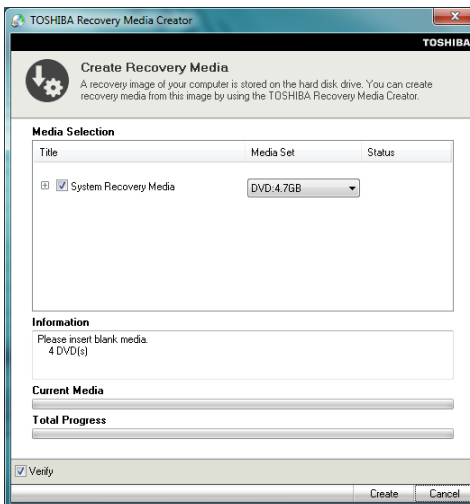 TOSHIBA Recovery Media Creator
TOSHIBA
Create Recovery Media
A recovery image of your computer is stored on the hard disk drive. You can create
recovery media from this image by using the TOSHIBA Recovery Media Creator.
Media Selection
Title Media Set Status
System Recovery Media DVD:4.7GB
Information
Please insert blank media.
4 DVD(s)
Current Media
Total Progress
Verify
Create Cancel